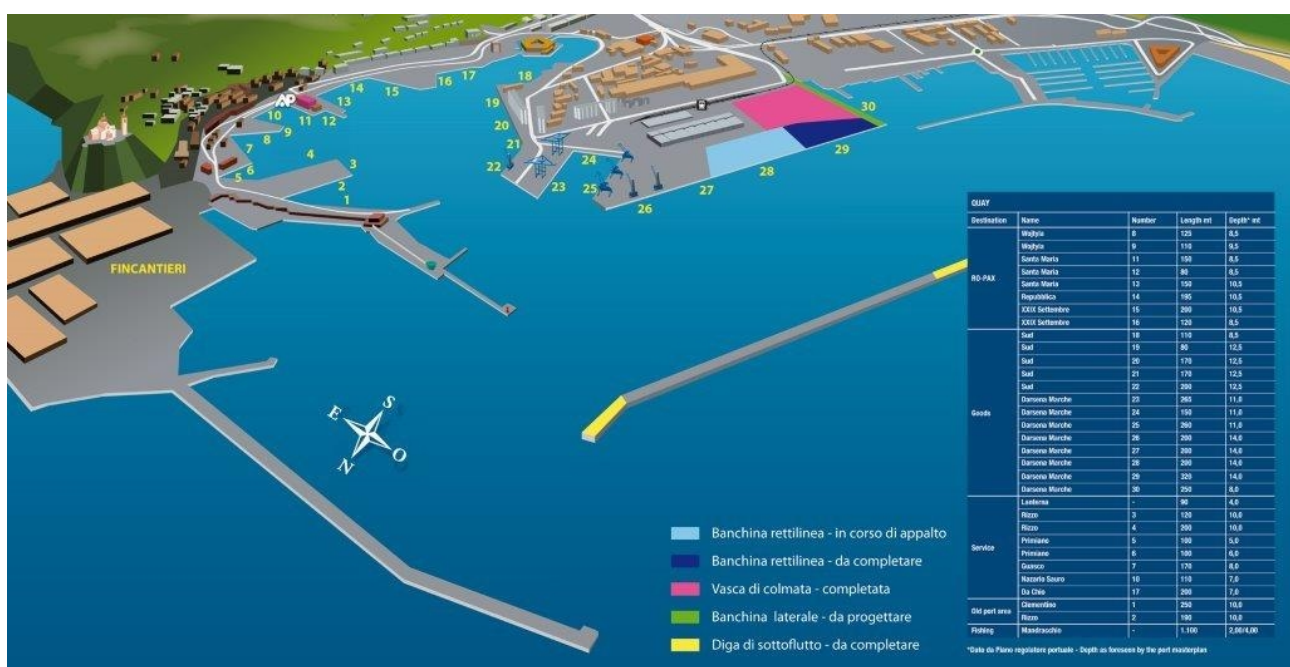 17
18
16
14
15
13
19
AP
10
11
12
30
20
9
8
21
29
7
4
24
22
3
28
6
5
25
23
27
2
26
1
FINCANTIERI
S
E
O
N
Banchina rettilinea - in corso di appalto
Banchina rettilinea - da completare
Vasca di colmata - completata
Banchina laterale - da progettare
Diga di sottoflutto - da completare
QUAY
Destination Name Number Length mt Depth* mt
RO-PAX
Wojtyla 8 125 8,5
Wojtyla 9 110 9,5
Santa Maria 11 150 8,5
Santa Maria 12 80 8,5
Santa Maria 13 150 10,5
Repubblica 14 195 10,5
XXIX Settembre 15 200 10,5
XXIX Settembre 16 120 8,5
Goods
Sud 18 110 8,5
Sud 19 80 12,5
Sud 20 170 12,5
Sud 21 170 12,5
Sud 22 200 12,5
Darsena Marche 23 265 11,0
Darsena Marche 24 150 11,0
Darsena Marche 25 260 11,0
Darsena Marche 26 200 14,0
Darsena Marche 27 200 14,0
Darsena Marche 28 200 14,0
Darsena Marche 29 320 14,0
Darsena Marche 30 250 8,0
Service
Lanterna - 90 4,0
Rizzo 3 120 10,0
Rizzo 4 200 10,0
Primiano 5 100 5,0
Primiano 6 100 6,0
Guasco 7 170 8,0
Nazario Sauro 10 110 7,0
Da Chio 17 200 7,0
Old port area
Clementino 1 250 10,0
Rizzo 2 190 10,0
Fishing Mandracchio - 1.100 2,00/4,00
*Dato da Piano regolatore portuale - Depth as foreseen by the port masterplan